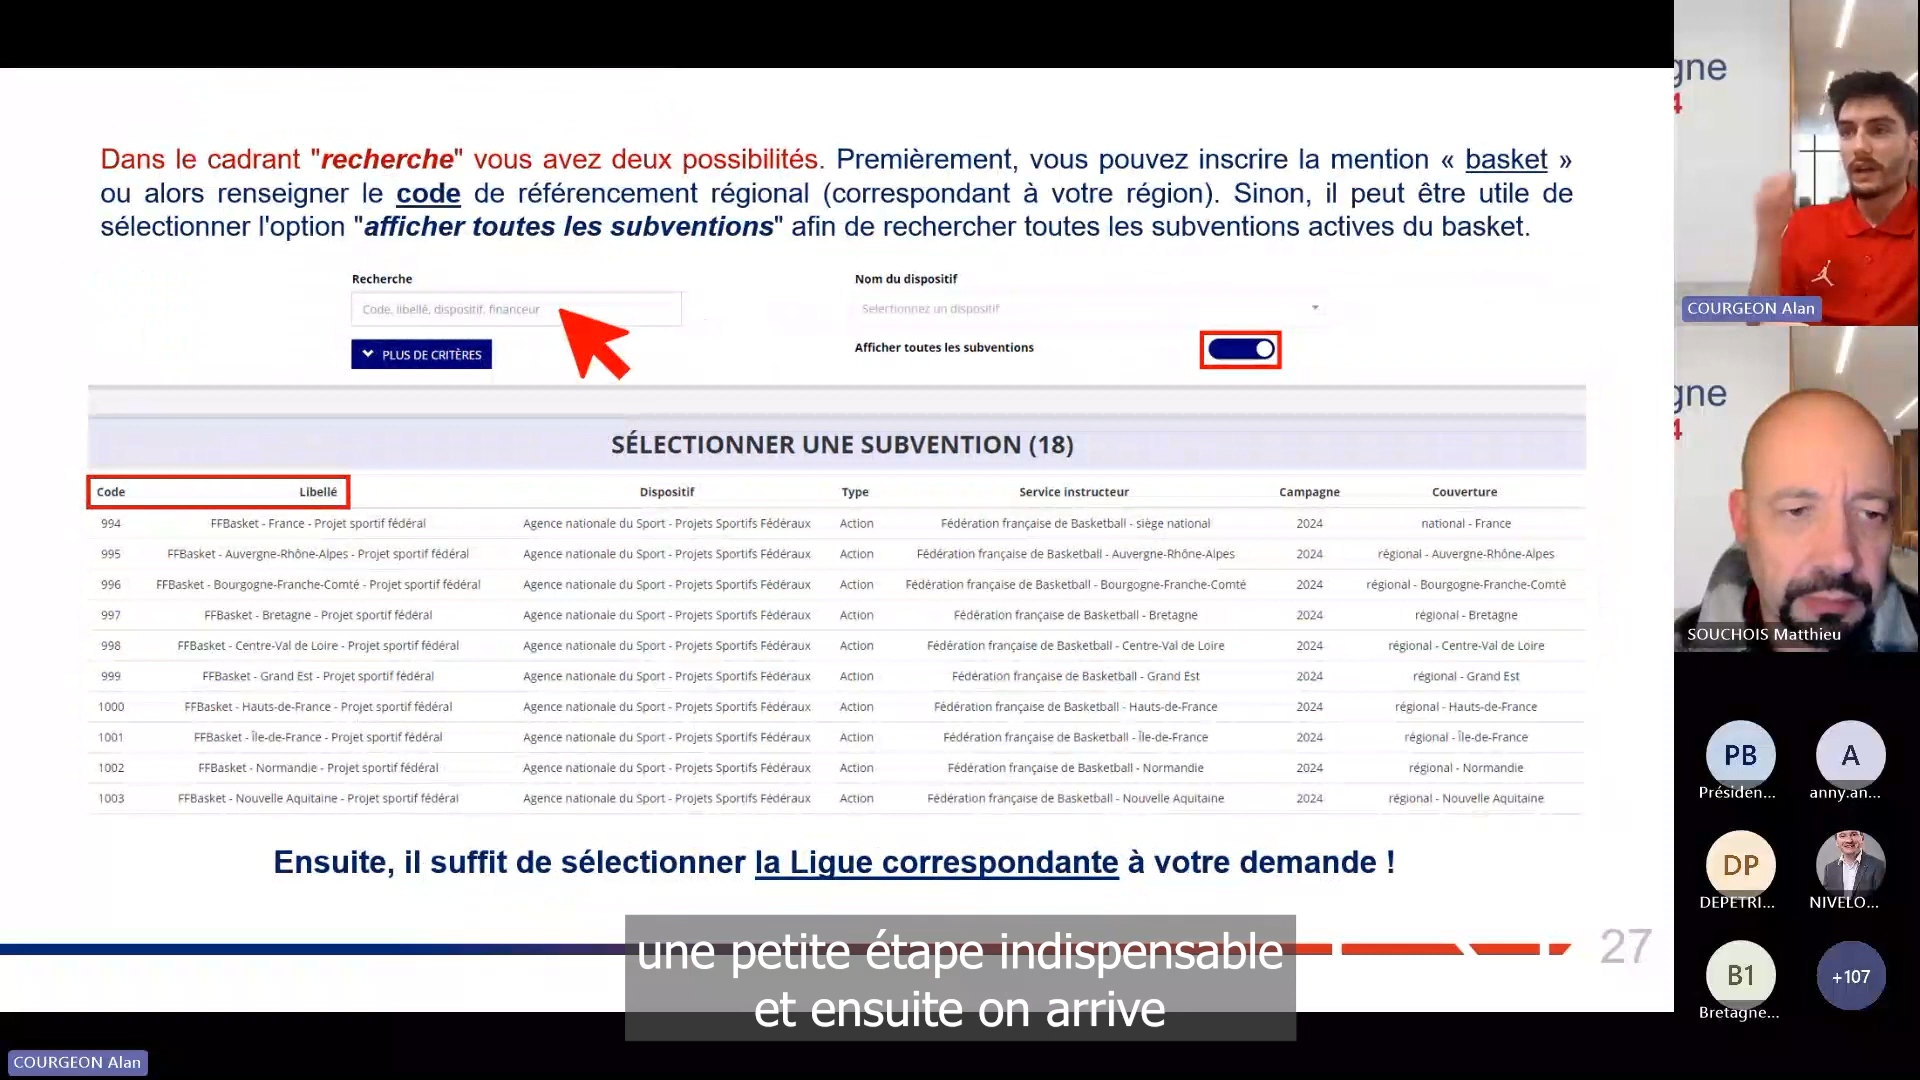 Dans le cadrant "recherche" vous avez deux possibilités. Premièrement, vous pouvez inscrire la mention « basket »
ou alors renseigner le code de référencement régional (correspondant à votre région). Sinon, il peut être utile de
sélectionner l'option "afficher toutes les subventions" afin de rechercher toutes les subventions actives du basket.
Recherche
Nom du dispositif
Code, libellé, dispositif, financeur
Sélectionnez un dispositif
PLUS DE CRITÈRES
Afficher toutes les subventions
SÉLECTIONNER UNE SUBVENTION (18)
Code Libellé Dispositif Type Service instructeur Campagne Couverture
994 FFBasket - France - Projet sportif fédéral Agence nationale du Sport - Projets Sportifs Fédéraux Action Fédération française de Basketball - siège national 2024 national - France
995 FFBasket - Auvergne-Rhône-Alpes - Projet sportif fédéral Agence nationale du Sport - Projets Sportifs Fédéraux Action Fédération française de Basketball - Auvergne-Rhône-Alpes 2024 régional - Auvergne-Rhône-Alpes
996 FFBasket - Bourgogne-Franche-Comté - Projet sportif fédéral Agence nationale du Sport - Projets Sportifs Fédéraux Action Fédération française de Basketball - Bourgogne-Franche-Comté 2024 régional - Bourgogne-Franche-Comté
997 FFBasket - Bretagne - Projet sportif fédéral Agence nationale du Sport - Projets Sportifs Fédéraux Action Fédération française de Basketball - Bretagne 2024 régional - Bretagne
998 FFBasket - Centre-Val de Loire - Projet sportif fédéral Agence nationale du Sport - Projets Sportifs Fédéraux Action Fédération française de Basketball - Centre-Val de Loire 2024 régional - Centre-Val de Loire
999 FFBasket - Grand Est - Projet sportif fédéral Agence nationale du Sport - Projets Sportifs Fédéraux Action Fédération française de Basketball - Grand Est 2024 régional - Grand Est
1000 FFBasket - Hauts-de-France - Projet sportif fédéral Agence nationale du Sport - Projets Sportifs Fédéraux Action Fédération française de Basketball - Hauts-de-France 2024 régional - Hauts-de-France
1001 FFBasket - Île-de-France - Projet sportif fédéral Agence nationale du Sport - Projets Sportifs Fédéraux Action Fédération française de Basketball - Île-de-France 2024 régional - Île-de-France
1002 FFBasket - Normandie - Projet sportif fédéral Agence nationale du Sport - Projets Sportifs Fédéraux Action Fédération française de Basketball - Normandie 2024 régional - Normandie
1003 FFBasket - Nouvelle Aquitaine - Projet sportif fédéral Agence nationale du Sport - Projets Sportifs Fédéraux Action Fédération française de Basketball - Nouvelle Aquitaine 2024 régional - Nouvelle Aquitaine
Ensuite, il suffit de sélectionner la Ligue correspondante à votre demande !
27
une petite étape indispensable
et ensuite on arrive
COURGEON Alan
gne
4
COURGEON Alan
gne
4
SOUCHOIS Matthieu
PB
A
Présiden...
anny.an...
DP
DEPETRI...
NIVELO...
B1
+107
Bretagne...